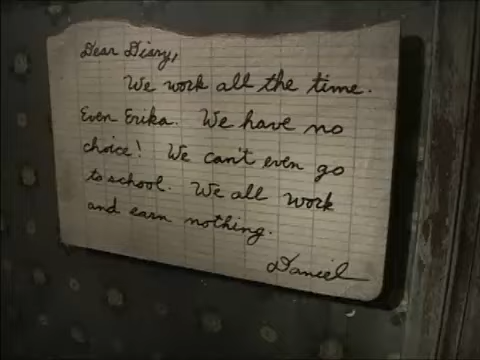 Dear Diary,
We work all the time.
Even Erika. We have no
choice! We can't even go
to school. We all work
and earn nothing.
Daniel